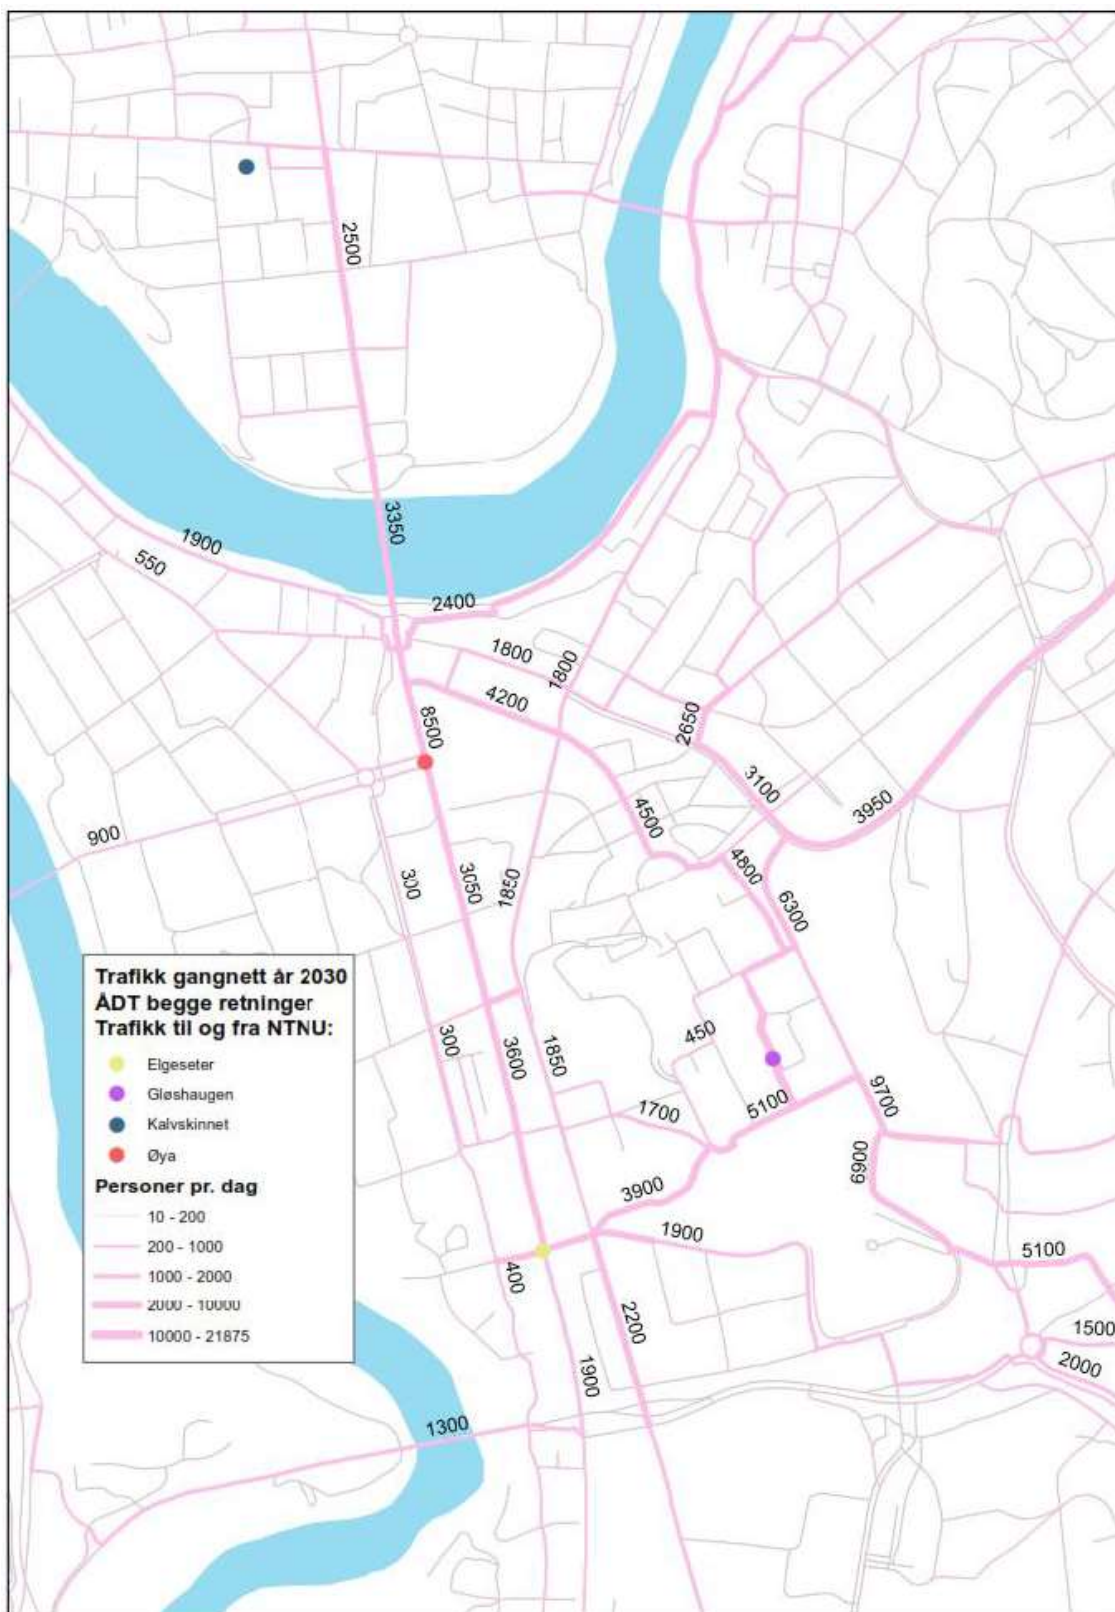 2500
3350
1900
550
2400
1800
1800
4200
8500
2650
3100
3950
4500
4800
900
300
3050
1850
6300
Trafikk gangnett år 2030
ÅDT begge retninger
Trafikk til og fra NTNU:
Elgeseter
Gløshaugen
Kalvskinnet
Øya
Personer pr. dag
10 - 200
200 - 1000
1000 - 2000
2000 - 10000
10000 - 21875
300
3600
1850
450
1700
5100
9700
6900
3900
1900
400
2200
5100
1500
2000
1900
1300